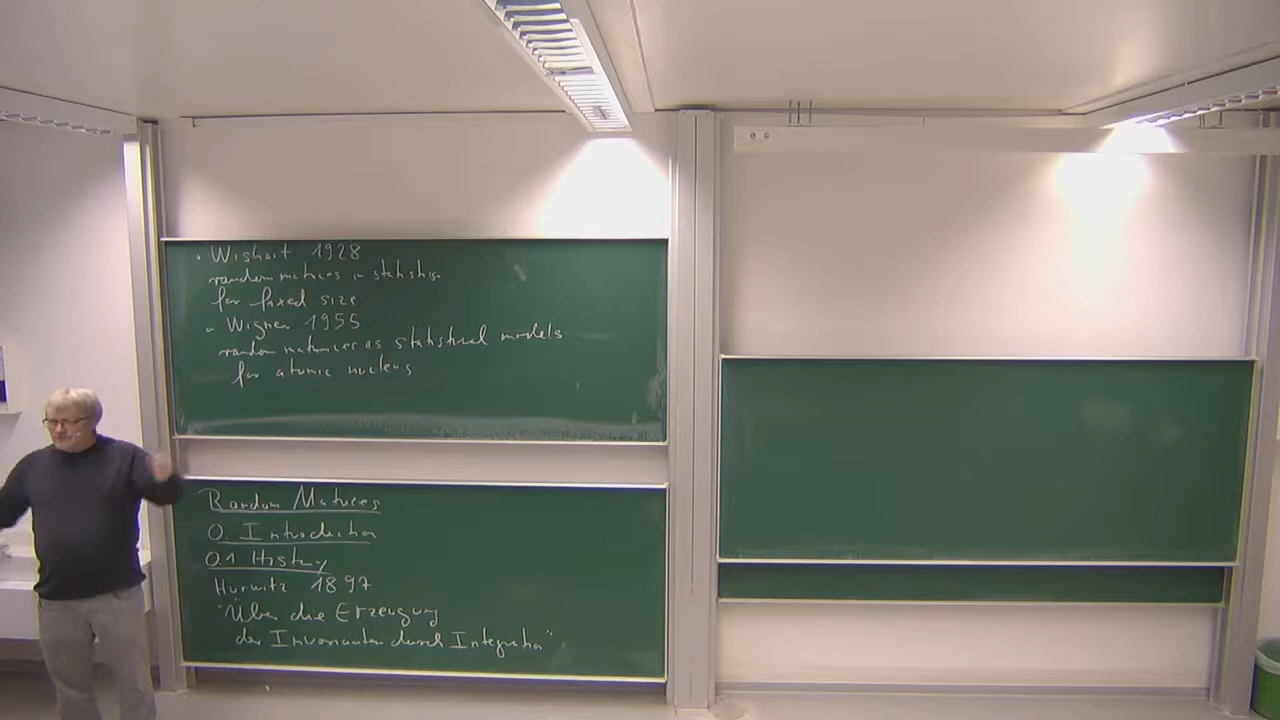 • Wishart 1928
random matrices in statistics
for fixed size
• Wigner 1955
random matrices as statistical models
for atomic nucleus
Random Matrices
0. Introduction
0.1 History
Hurwitz 1897
"Über die Erzeugung
der Invarianten durch Integration"